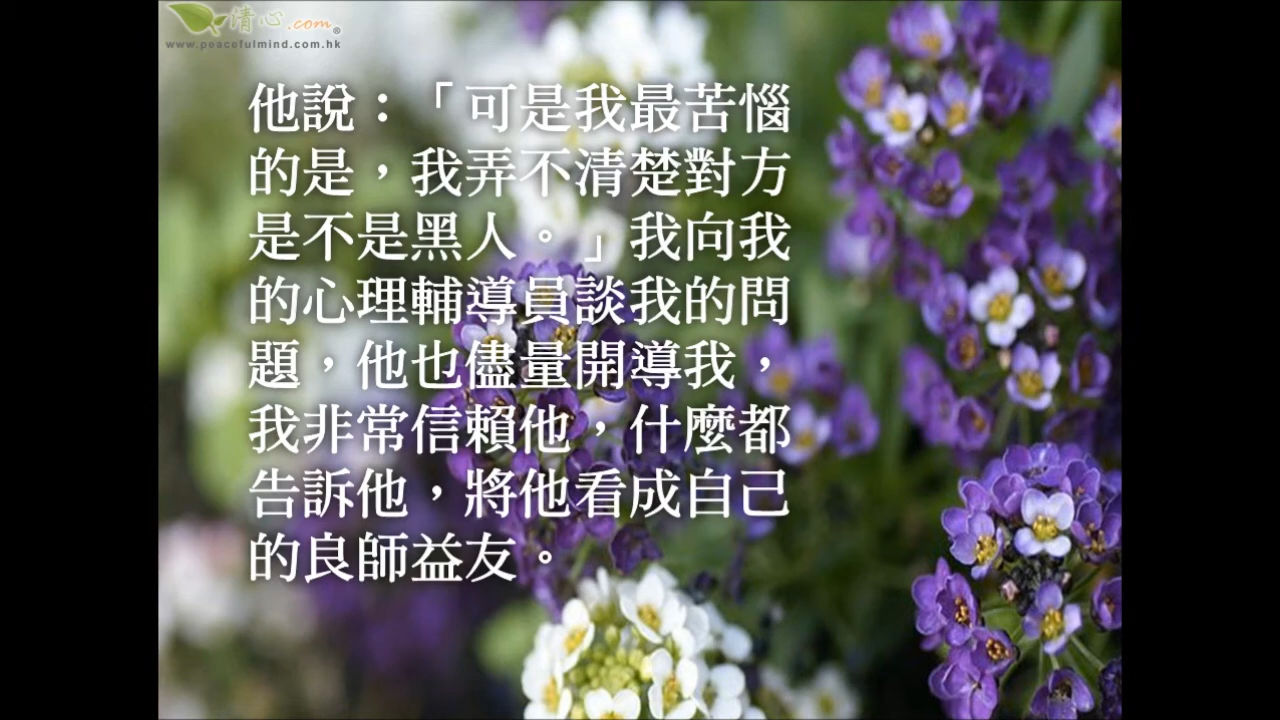 清心.com®
www.peacefulmind.com.hk
他說：「可是我最苦惱
的是，我弄不清楚對方
是不是黑人。」我向我
的心理輔導員談我的問
題，他也儘量開導我，
我非常信賴他，什麼都
告訴他，將他看成自己
的良師益友。